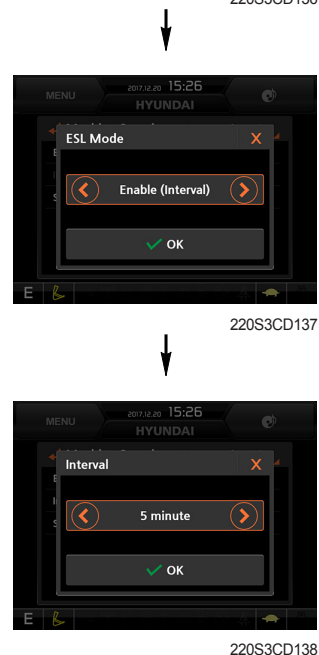 MENU
2017.12.20 15:26
HYUNDAI
ESL Mode
X
Enable (Interval)
OK
E
220S3CD137
MENU
2017.12.20 15:26
HYUNDAI
Interval
X
5 minute
OK
E
220S3CD138